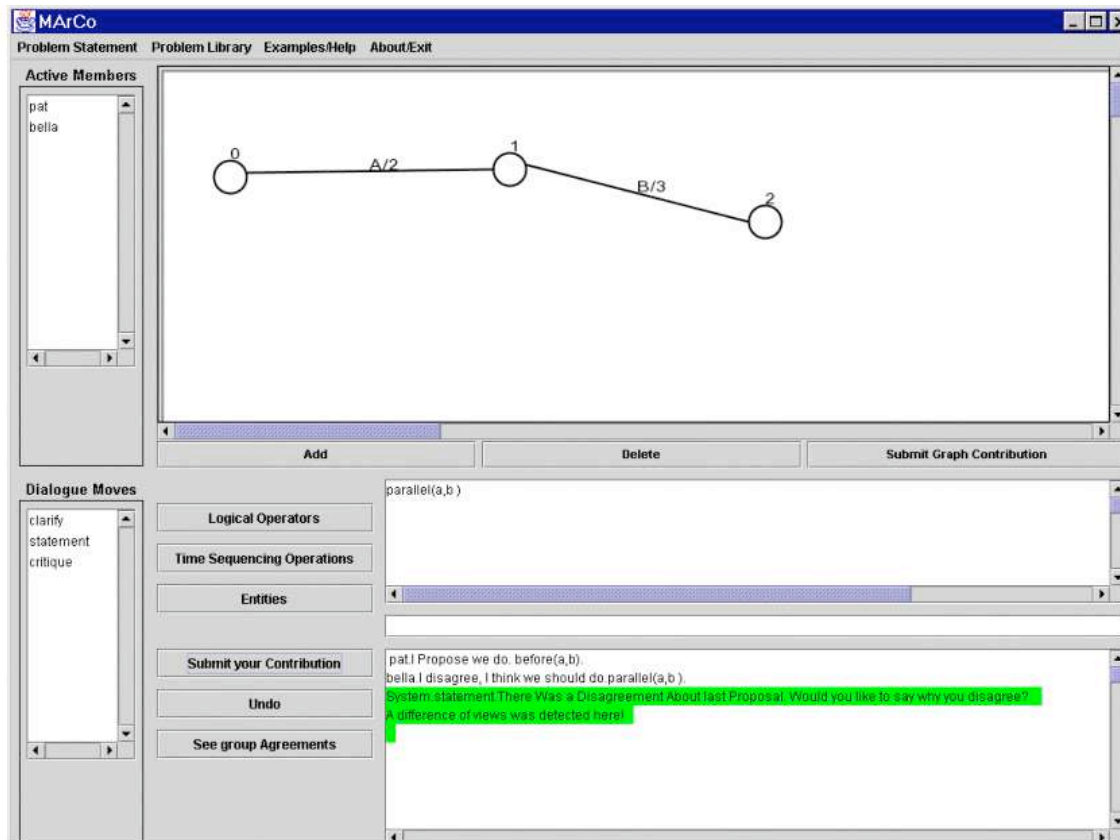 MArCo
Problem Statement Problem Library Examples/Help About/Exit
Active Members
pat
bella
0
A/2
1
B/3
2
Add Delete Submit Graph Contribution
Dialogue Moves
clarify
statement
critique
Logical Operators
Time Sequencing Operations
Entities
parallel(a,b )
Submit your Contribution
Undo
See group Agreements
pat.I Propose we do. before(a,b).
bella.I disagree, I think we should do.parallel(a,b ).
System.statement.There Was a Disagreement About last Proposal. Would you like to say why you disagree?
A difference of views was detected here!